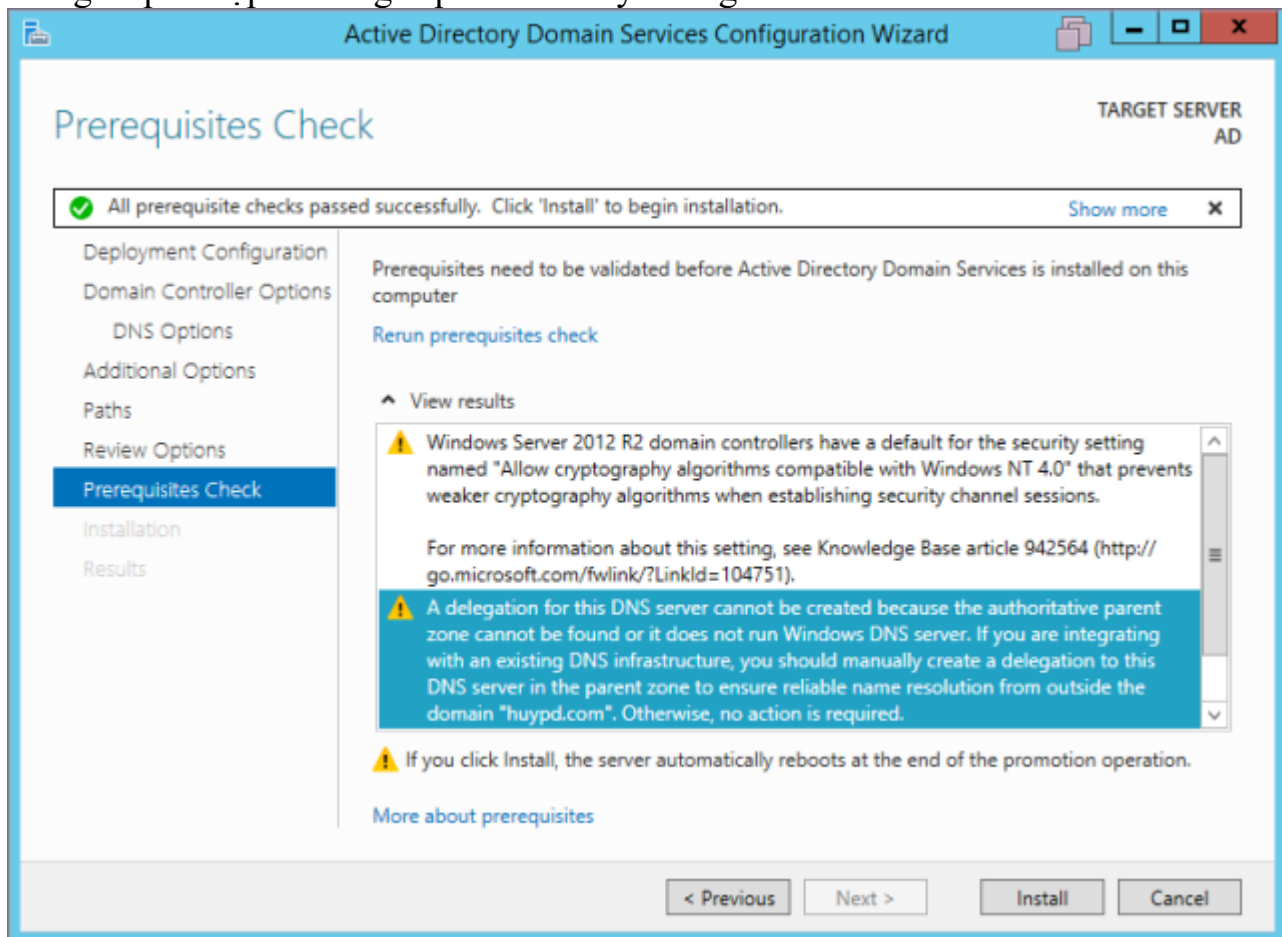 Active Directory Domain Services Configuration Wizard
Prerequisites Check
TARGET SERVER
AD
All prerequisite checks passed successfully. Click 'Install' to begin installation.
Show more
Deployment Configuration
Domain Controller Options
DNS Options
Additional Options
Paths
Review Options
Prerequisites Check
Installation
Results
Prerequisites need to be validated before Active Directory Domain Services is installed on this
computer
Rerun prerequisites check
View results
Windows Server 2012 R2 domain controllers have a default for the security setting
named "Allow cryptography algorithms compatible with Windows NT 4.0" that prevents
weaker cryptography algorithms when establishing security channel sessions.
For more information about this setting, see Knowledge Base article 942564 (http://
go.microsoft.com/fwlink/?LinkId=104751).
A delegation for this DNS server cannot be created because the authoritative parent
zone cannot be found or it does not run Windows DNS server. If you are integrating
with an existing DNS infrastructure, you should manually create a delegation to this
DNS server in the parent zone to ensure reliable name resolution from outside the
domain "huypd.com". Otherwise, no action is required.
If you click Install, the server automatically reboots at the end of the promotion operation.
More about prerequisites
< Previous
Next >
Install
Cancel